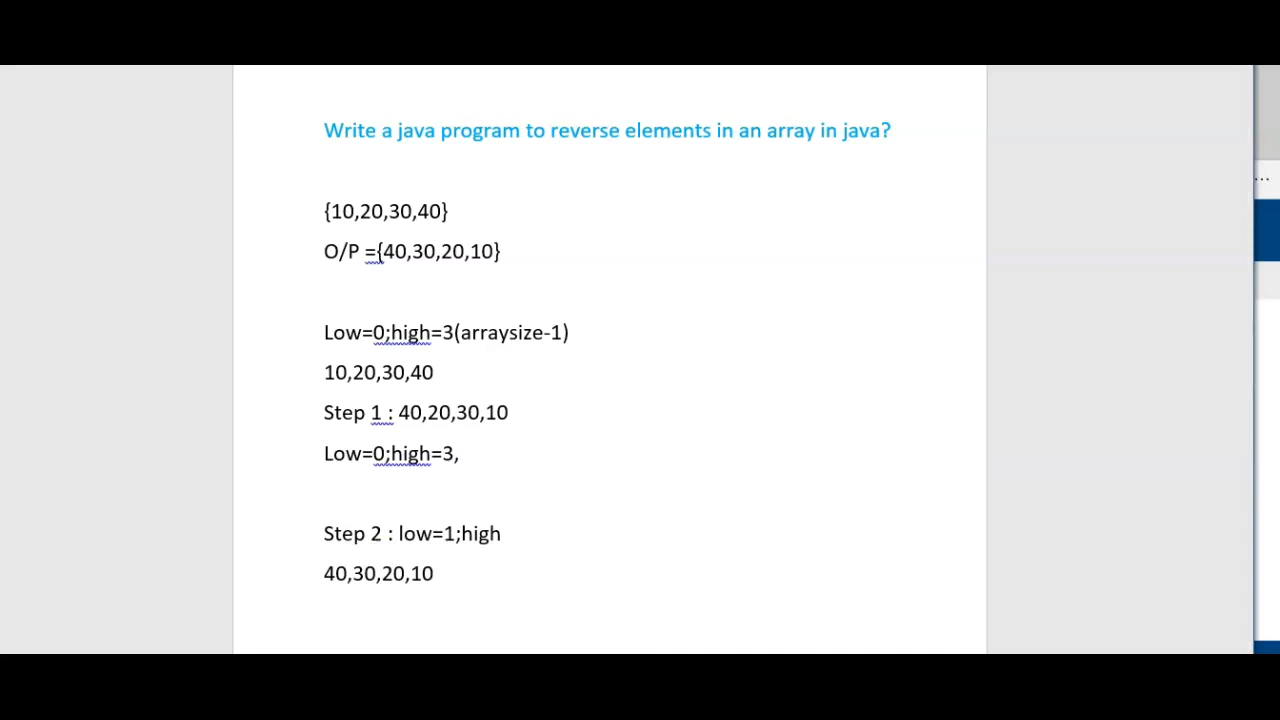 Write a java program to reverse elements in an array in java?
{10,20,30,40}
O/P ={40,30,20,10}
Low=0;high=3(arraysize-1)
10,20,30,40
Step 1 : 40,20,30,10
Low=0;high=3,
Step 2 : low=1;high
40,30,20,10